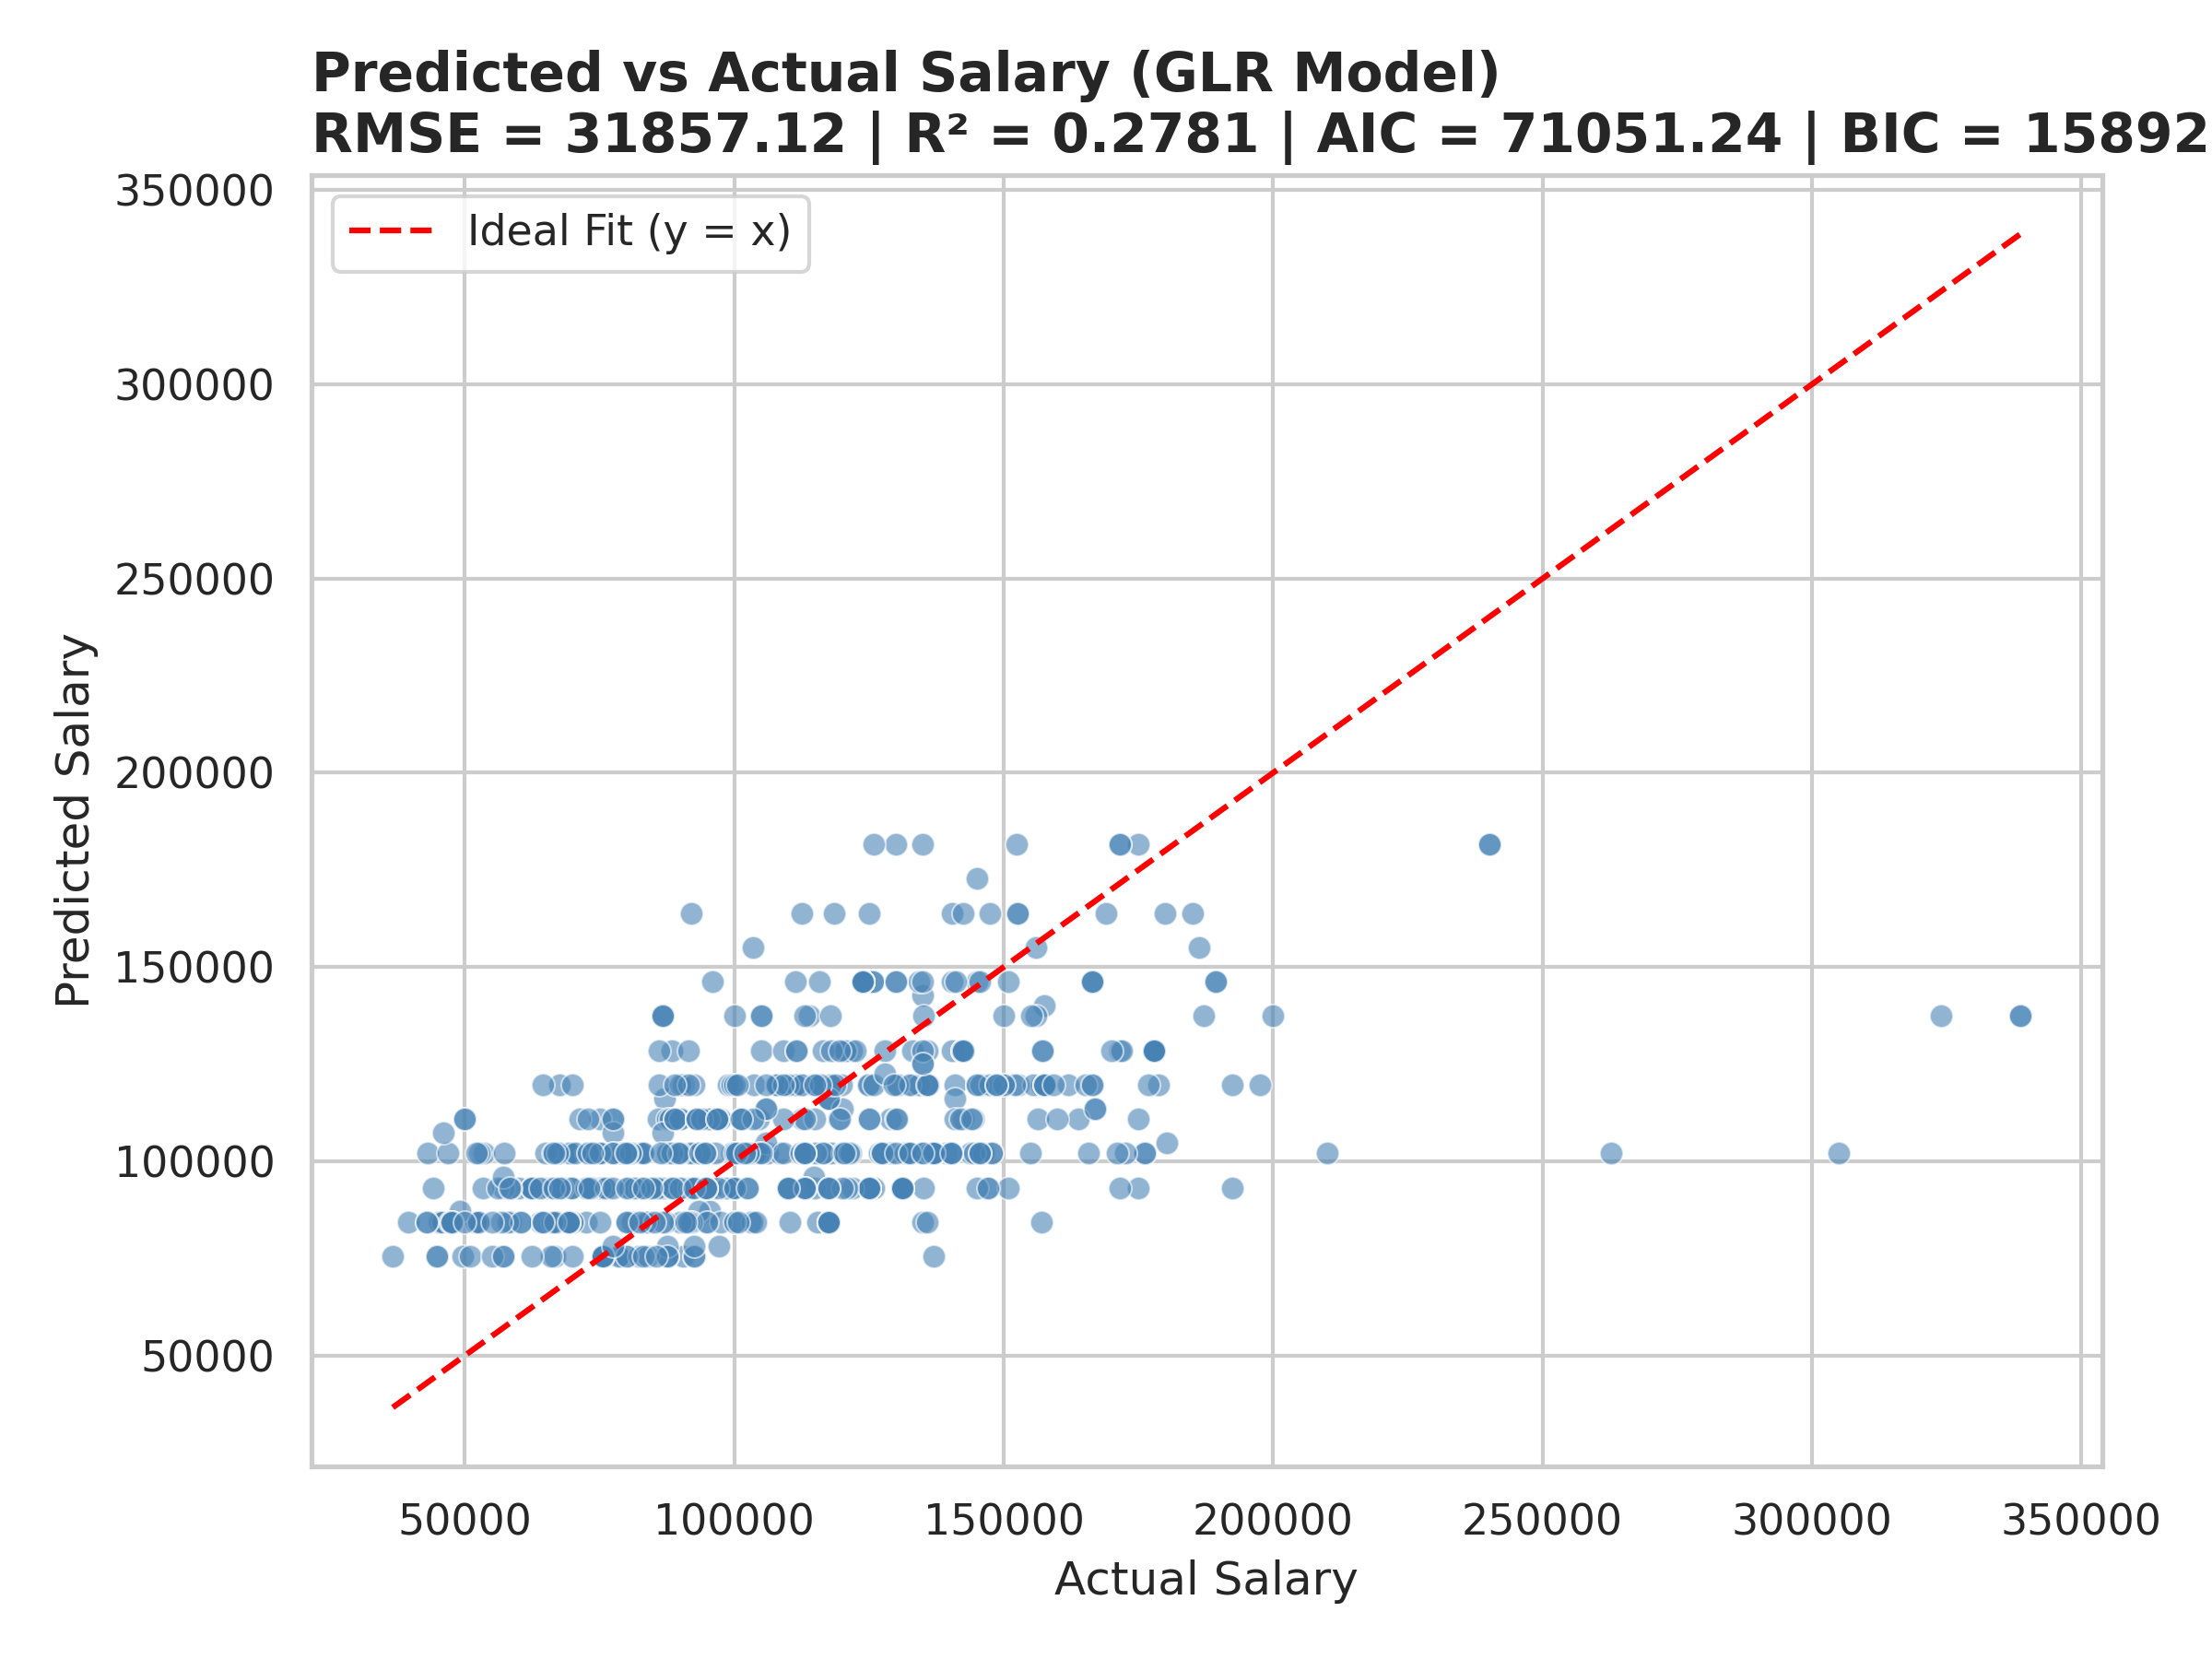 Predicted vs Actual Salary (GLR Model)
RMSE = 31857.12 | R² = 0.2781 | AIC = 71051.24 | BIC = 15892
Ideal Fit (y = x)
350000
300000
250000
200000
150000
100000
50000
Predicted Salary
50000 100000 150000 200000 250000 300000 350000
Actual Salary